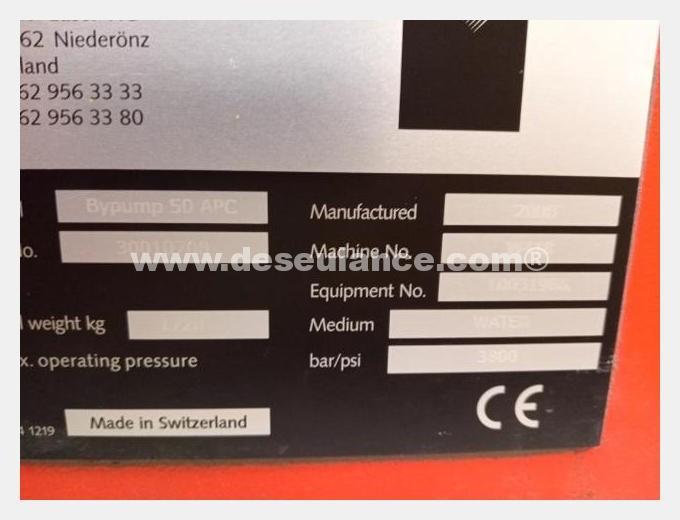 62 Niederönz
land
62 956 33 33
62 956 33 80
Bypump 50 APC
Manufactured
Machine No.
www.deseulance.com®
Equipment No.
weight kg
Medium WATER
x. operating pressure bar/psi 3800
1219 Made in Switzerland
CE